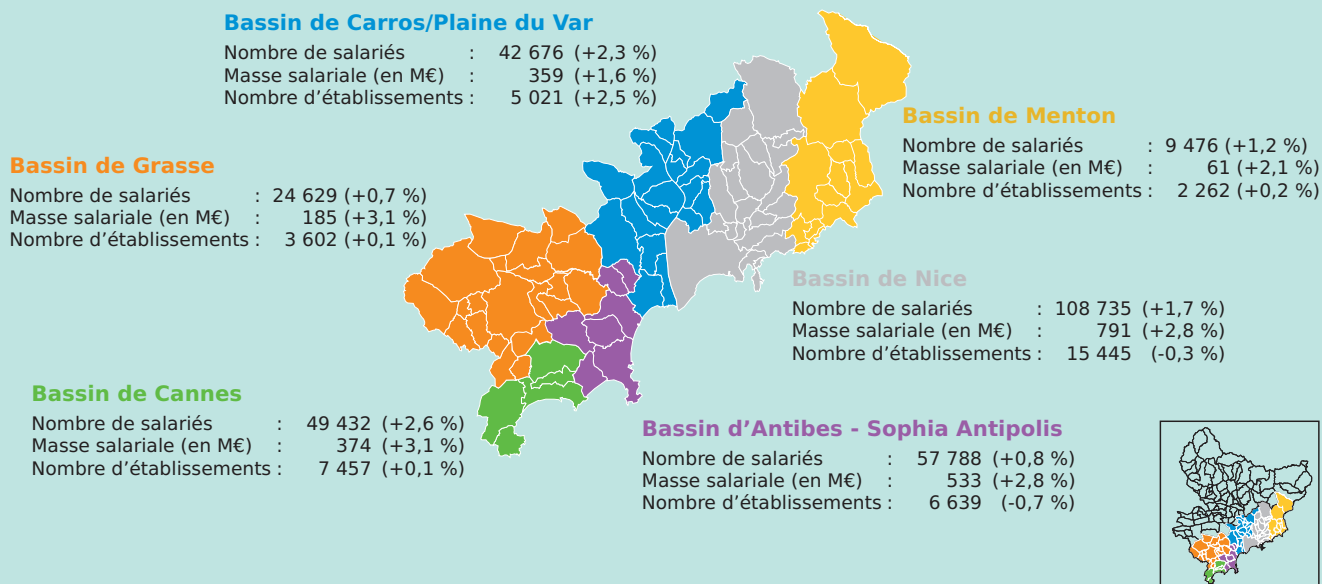 Bassin de Carros/Plaine du Var
Nombre de salariés : 42 676 (+2,3 %)
Masse salariale (en M€) : 359 (+1,6 %)
Nombre d’établissements : 5 021 (+2,5 %)
Bassin de Menton
Nombre de salariés : 9 476 (+1,2 %)
Masse salariale (en M€) : 61 (+2,1 %)
Nombre d’établissements : 2 262 (+0,2 %)
Bassin de Grasse
Nombre de salariés : 24 629 (+0,7 %)
Masse salariale (en M€) : 185 (+3,1 %)
Nombre d’établissements : 3 602 (+0,1 %)
Bassin de Nice
Nombre de salariés : 108 735 (+1,7 %)
Masse salariale (en M€) : 791 (+2,8 %)
Nombre d’établissements : 15 445 (-0,3 %)
Bassin de Cannes
Nombre de salariés : 49 432 (+2,6 %)
Masse salariale (en M€) : 374 (+3,1 %)
Nombre d’établissements : 7 457 (+0,1 %)
Bassin d’Antibes - Sophia Antipolis
Nombre de salariés : 57 788 (+0,8 %)
Masse salariale (en M€) : 533 (+2,8 %)
Nombre d’établissements : 6 639 (-0,7 %)